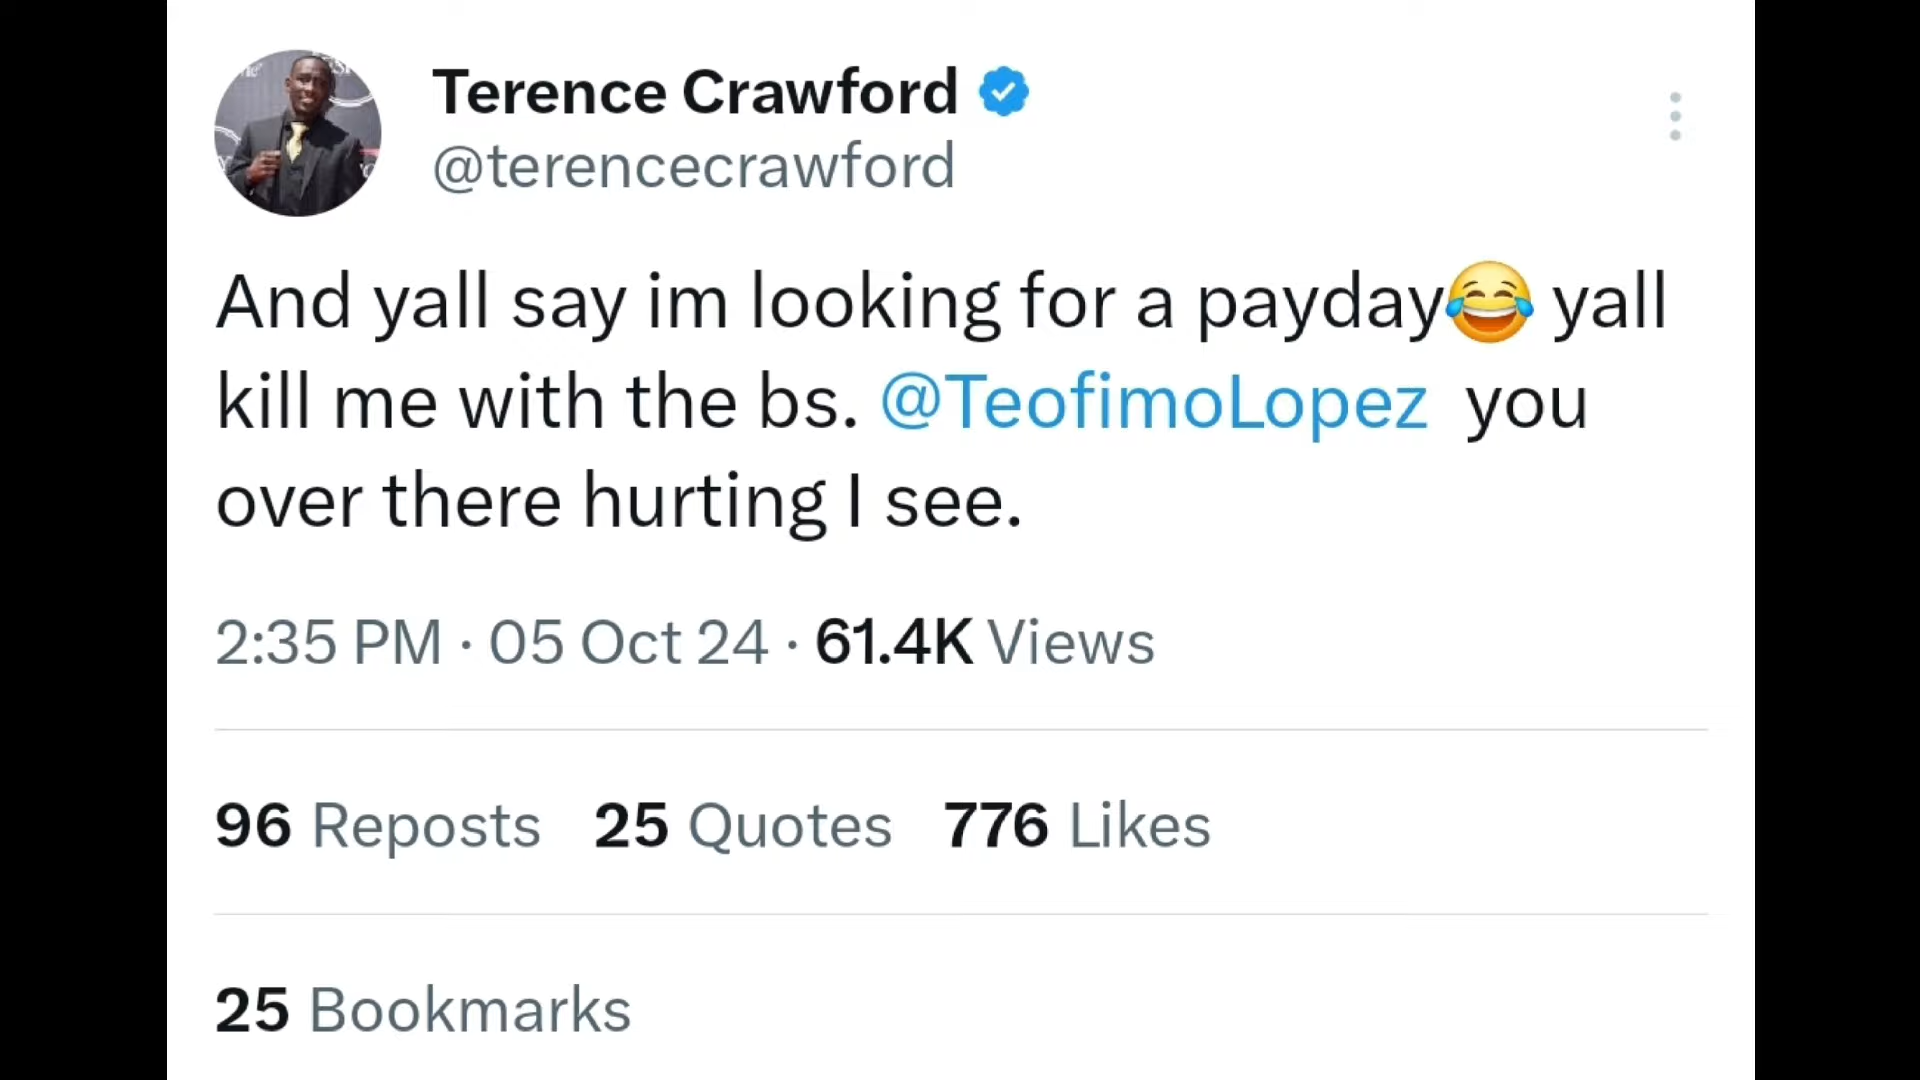 Terence Crawford
@terencecrawford
And yall say im looking for a payday😂 yall
kill me with the bs. @TeofimoLopez you
over there hurting I see.
2:35 PM · 05 Oct 24 · 61.4K Views
96 Reposts 25 Quotes 776 Likes
25 Bookmarks